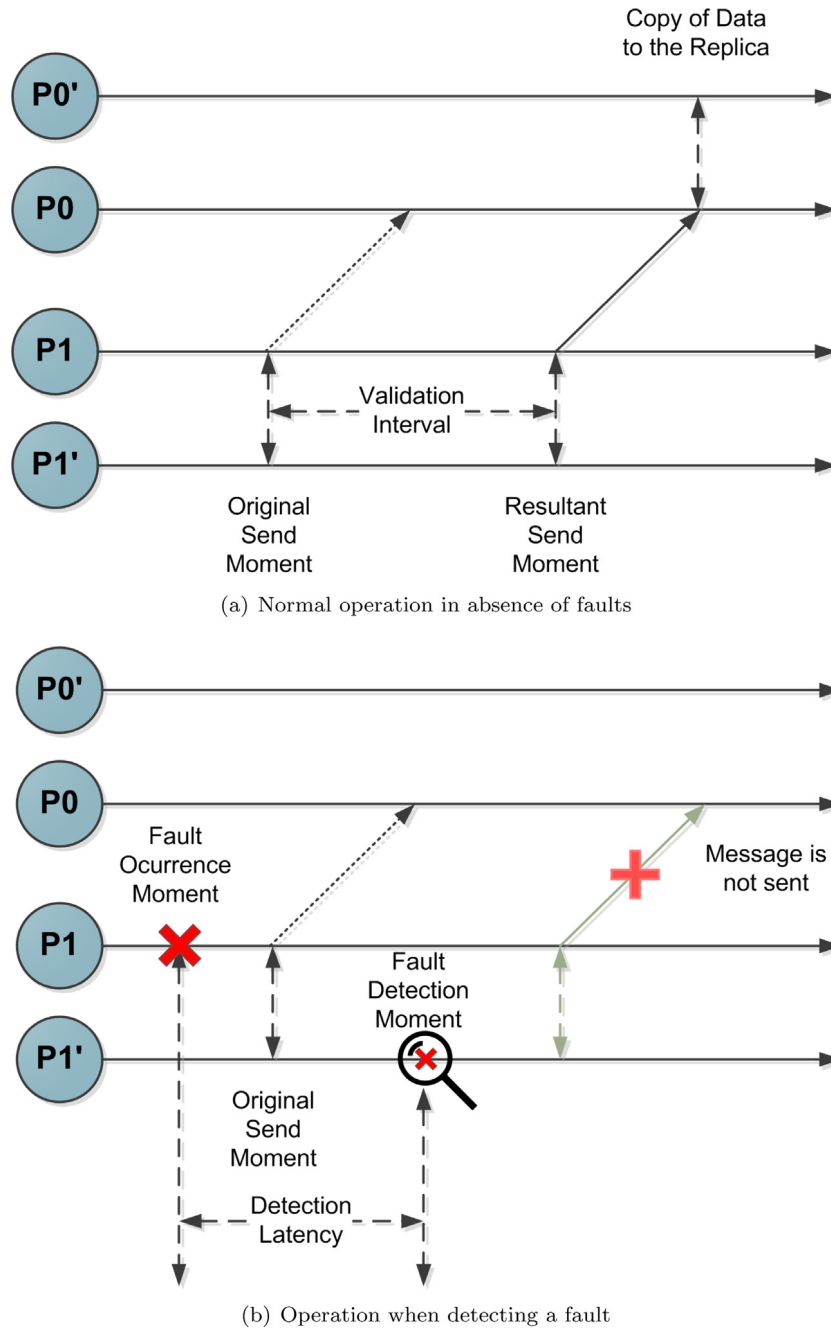 Copy of Data
to the Replica
P0'
P0
P1
Validation
Interval
P1'
Original
Send
Moment
Resultant
Send
Moment
(a) Normal operation in absence of faults
P0'
P0
Fault
Ocurrence
Moment
Message is
not sent
P1
Fault
Detection
Moment
P1'
Original
Send
Moment
Detection
Latency
(b) Operation when detecting a fault